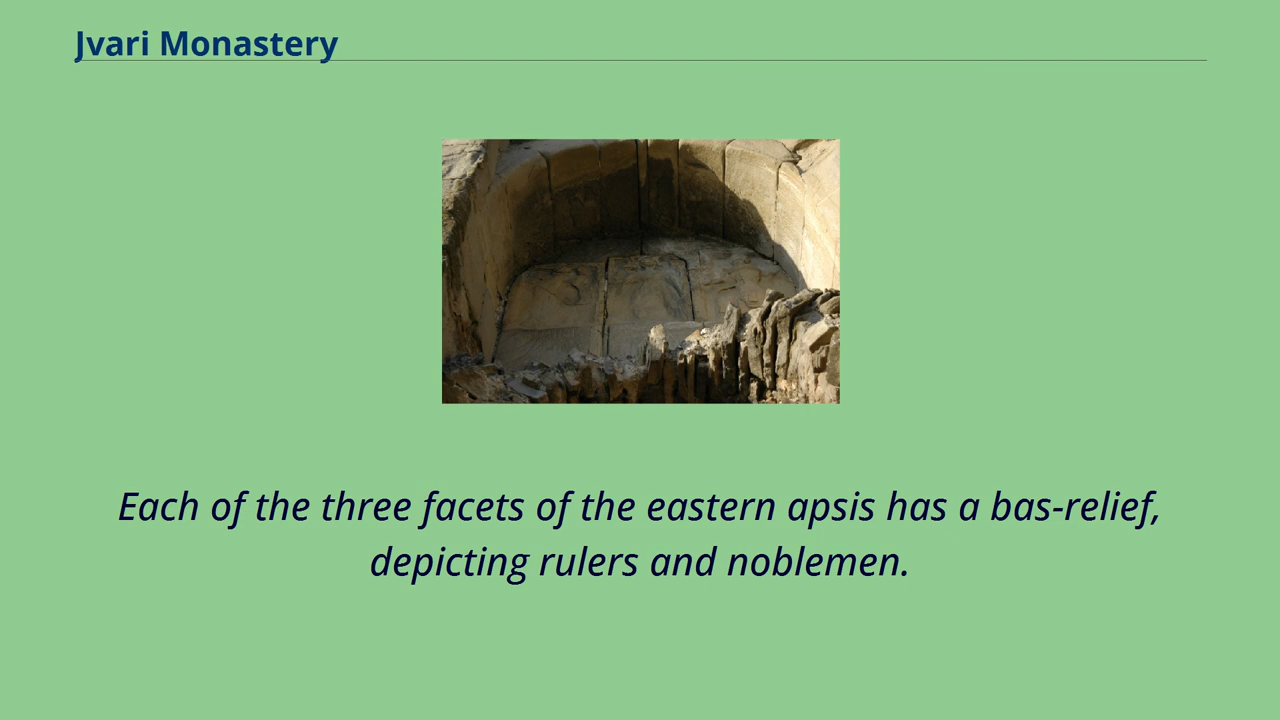 Jvari Monastery
Each of the three facets of the eastern apsis has a bas-relief,
depicting rulers and noblemen.